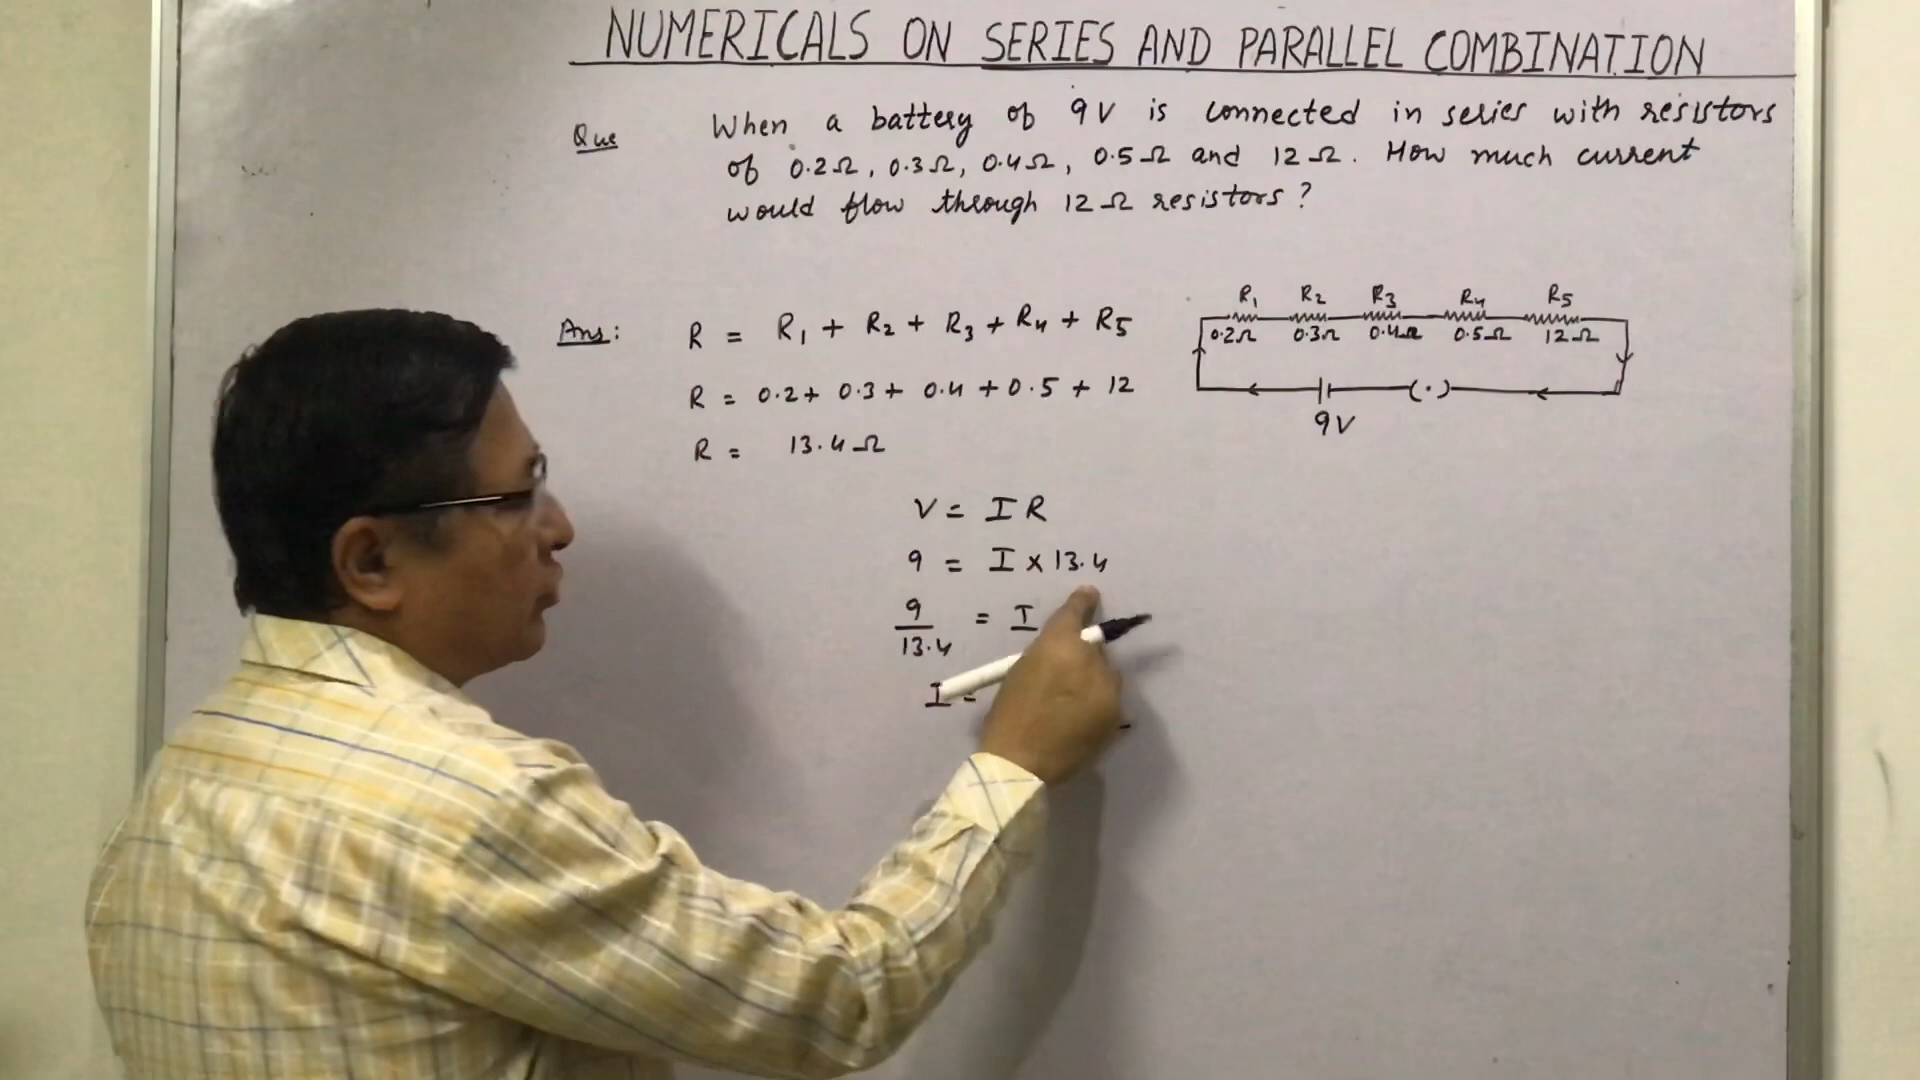 NUMERICALS ON SERIES AND PARALLEL COMBINATION
Que When a battery of 9V is connected in series with resistors
of 0.2Ω, 0.3Ω, 0.4Ω, 0.5Ω and 12Ω. How much current
would flow through 12Ω resistors?
Ans: R = R₁ + R₂ + R₃ + R₄ + R₅
R = 0.2 + 0.3 + 0.4 + 0.5 + 12
R = 13.4Ω
V = IR
9 = I × 13.4
9/13.4 = I
I =
R₁ R₂ R₃ R₄ R₅
0.2Ω 0.3Ω 0.4Ω 0.5Ω 12Ω
9V